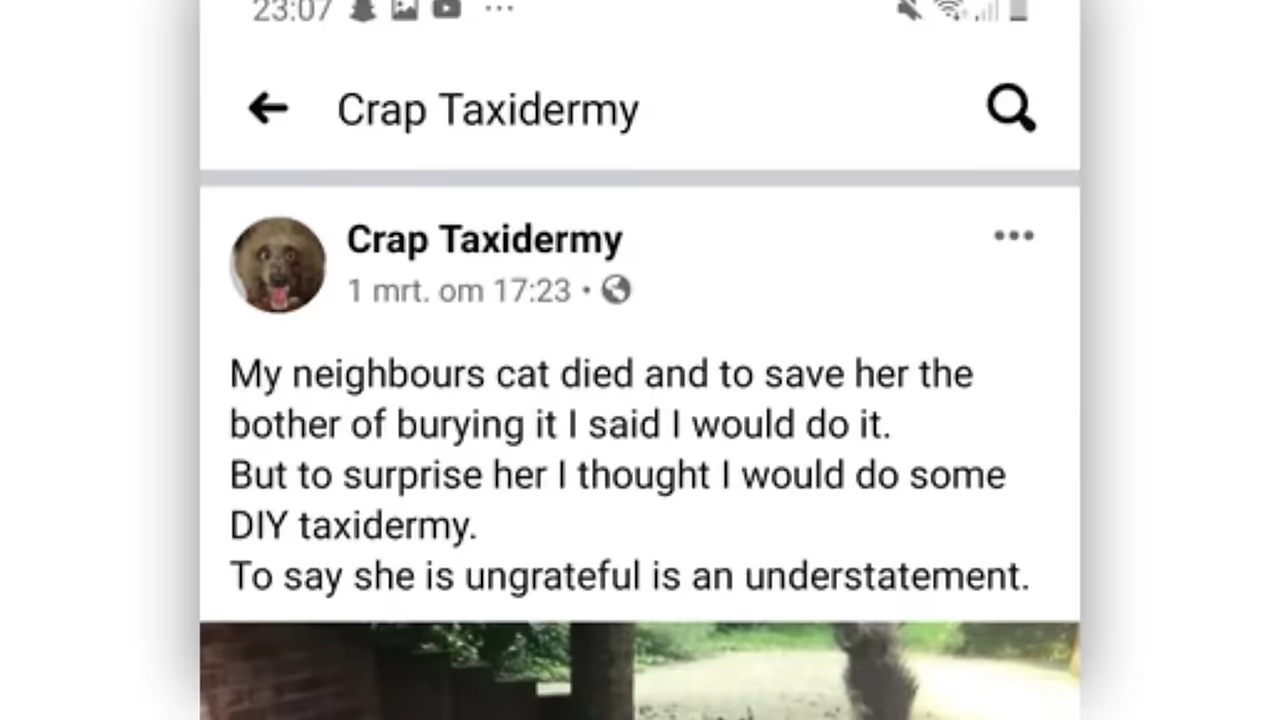 23:07
Crap Taxidermy
Crap Taxidermy
1 mrt. om 17:23 •
My neighbours cat died and to save her the
bother of burying it I said I would do it.
But to surprise her I thought I would do some
DIY taxidermy.
To say she is ungrateful is an understatement.